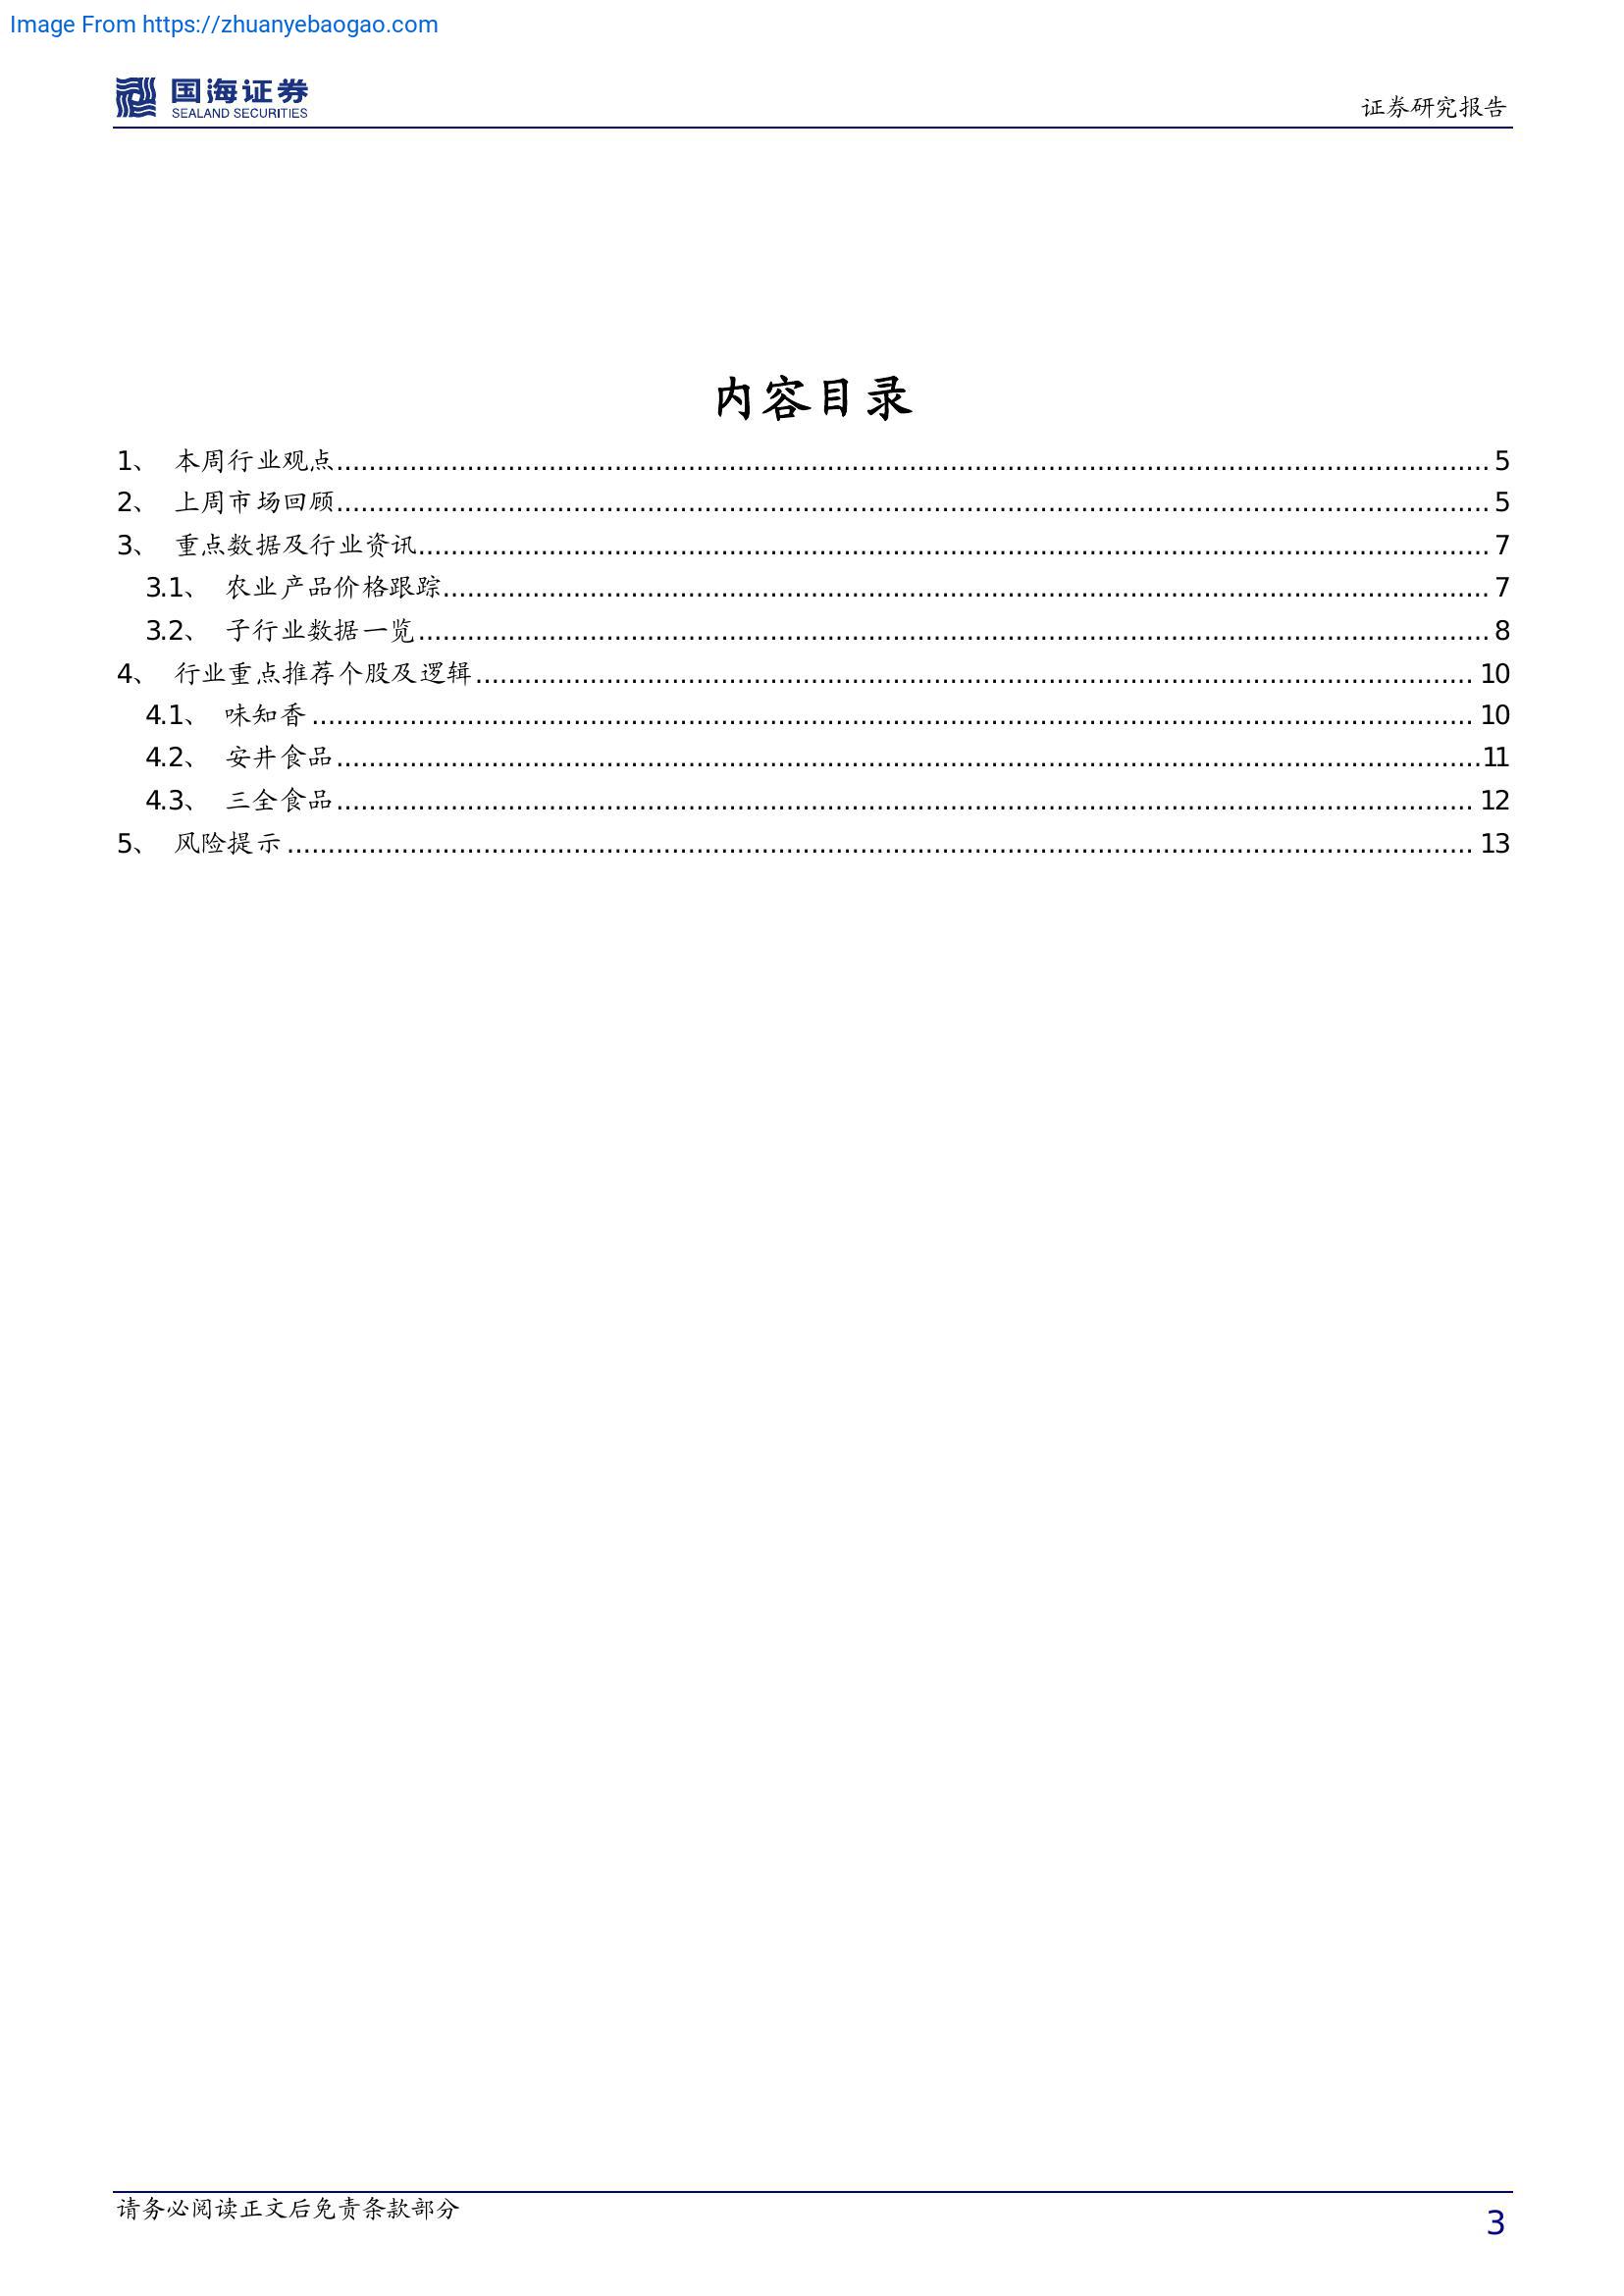 Image From https://zhuanyebaogao.com
国海证券
SEALAND SECURITIES
证券研究报告
内容目录
1、 本周行业观点........................................................................................................................................ 5
2、 上周市场回顾........................................................................................................................................ 5
3、 重点数据及行业资讯.............................................................................................................................. 7
3.1、 农业产品价格跟踪........................................................................................................................... 7
3.2、 子行业数据一览.............................................................................................................................. 8
4、 行业重点推荐个股及逻辑..................................................................................................................... 10
4.1、 味知香......................................................................................................................................... 10
4.2、 安井食品.......................................................................................................................................11
4.3、 三全食品...................................................................................................................................... 12
5、 风险提示............................................................................................................................................ 13
请务必阅读正文后免责条款部分
3